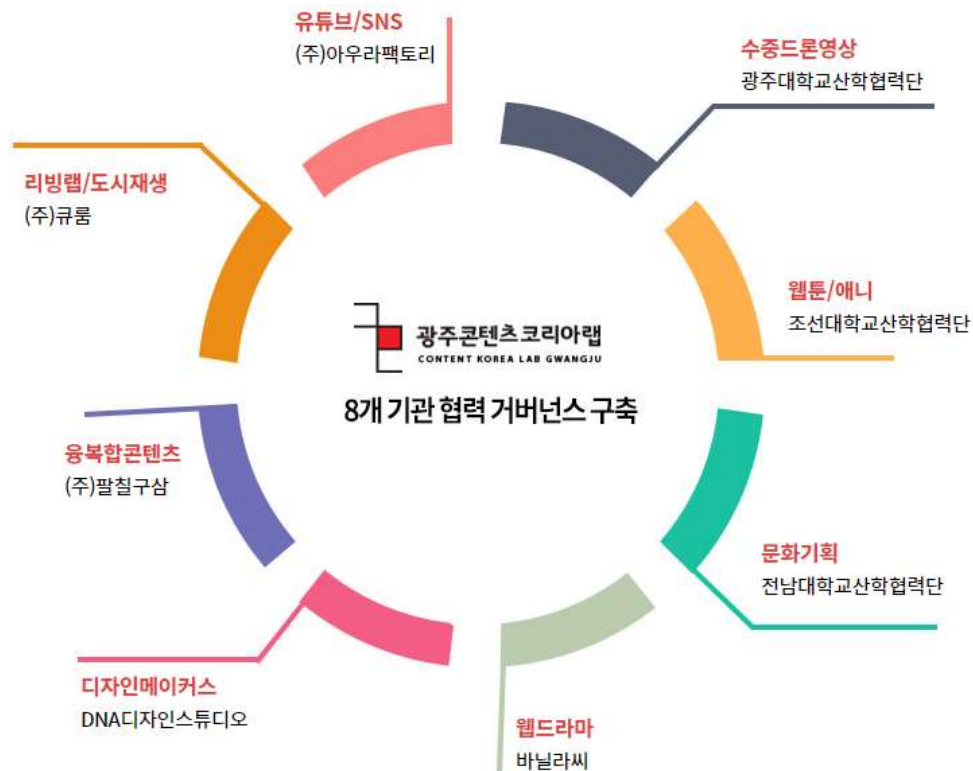 유튜브/SNS
(주)아우라팩토리
수중드론영상
광주대학교산학협력단
리빙랩/도시재생
(주)큐룸
웹툰/애니
조선대학교산학협력단
광주콘텐츠코리아랩
CONTENT KOREA LAB GWANGJU
8개 기관 협력 거버넌스 구축
융복합콘텐츠
(주)팔칠구삼
문화기획
전남대학교산학협력단
디자인메이커스
DNA디자인스튜디오
웹드라마
바닐라씨